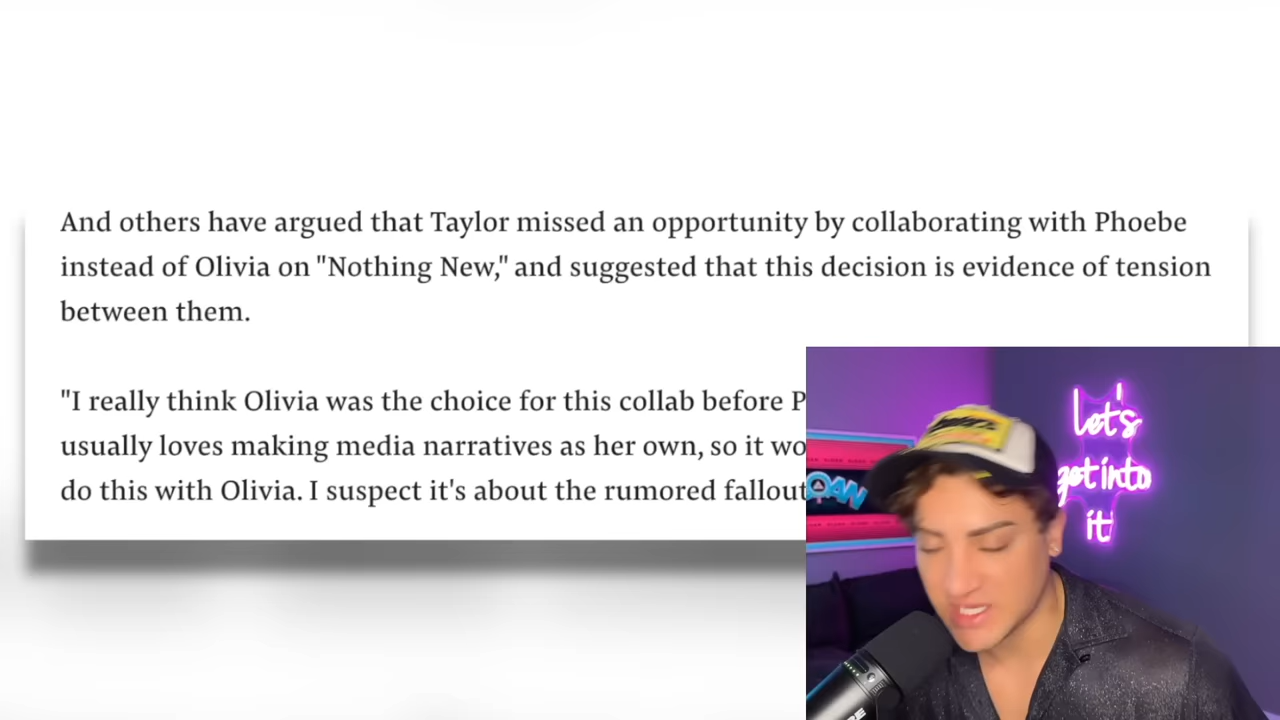 And others have argued that Taylor missed an opportunity by collaborating with Phoebe
instead of Olivia on "Nothing New," and suggested that this decision is evidence of tension
between them.
"I really think Olivia was the choice for this collab before P
usually loves making media narratives as her own, so it wo
do this with Olivia. I suspect it's about the rumored fallout
let's
get into
it